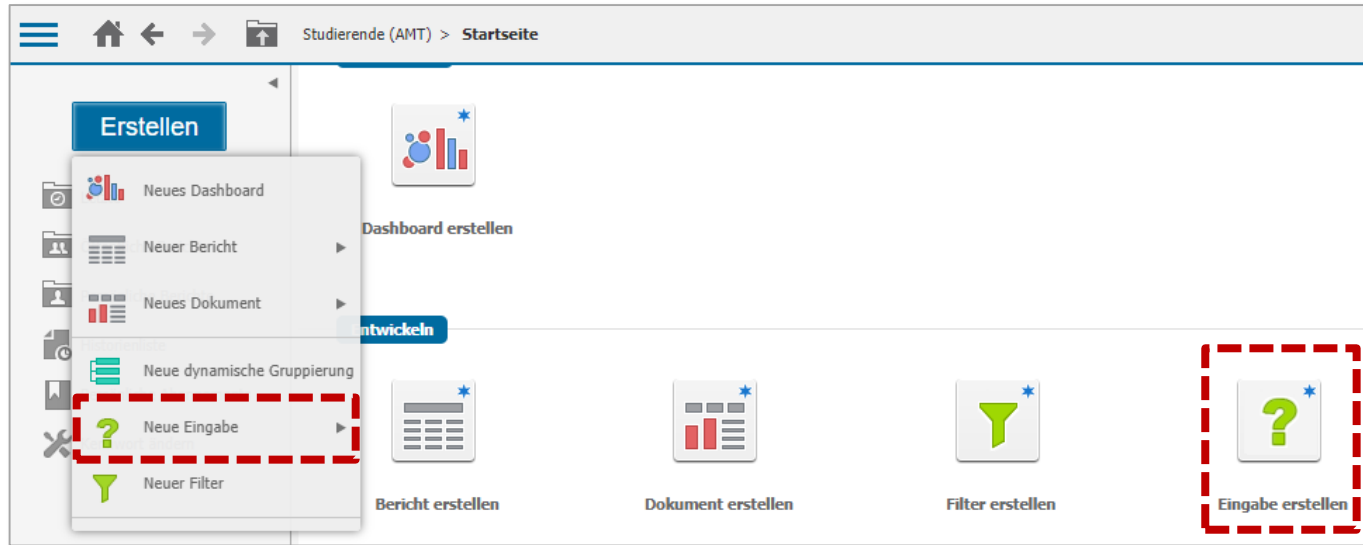 Studierende (AMT) > Startseite
Erstellen
Neues Dashboard
Neuer Bericht
Neues Dokument
Neue dynamische Gruppierung
Neue Eingabe
Neuer Filter
Dashboard erstellen
Entwickeln
Bericht erstellen
Dokument erstellen
Filter erstellen
Eingabe erstellen